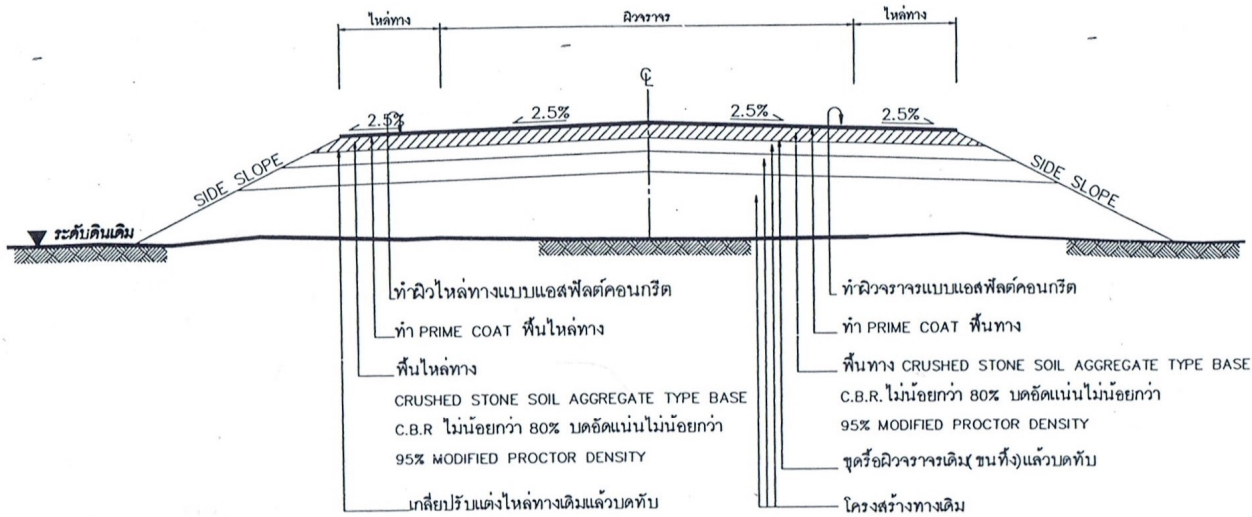 ไหล่ทาง
ผิวจราจร
ไหล่ทาง
℄
2.5%
2.5%
2.5%
2.5%
SIDE SLOPE
SIDE SLOPE
ระดับดินเดิม
ทำผิวไหล่ทางแบบแอสฟัลต์คอนกรีต
ทำ PRIME COAT พื้นไหล่ทาง
พื้นไหล่ทาง
CRUSHED STONE SOIL AGGREGATE TYPE BASE
C.B.R ไม่น้อยกว่า 80% บดอัดแน่นไม่น้อยกว่า
95% MODIFIED PROCTOR DENSITY
เกลี่ยปรับแต่งไหล่ทางเดิมแล้วบดทับ
ทำผิวจราจรแบบแอสฟัลต์คอนกรีต
ทำ PRIME COAT พื้นทาง
พื้นทาง CRUSHED STONE SOIL AGGREGATE TYPE BASE
C.B.R. ไม่น้อยกว่า 80% บดอัดแน่นไม่น้อยกว่า
95% MODIFIED PROCTOR DENSITY
ขุดรื้อผิวจราจรเดิม(ขนทิ้ง)แล้วบดทับ
โครงสร้างทางเดิม